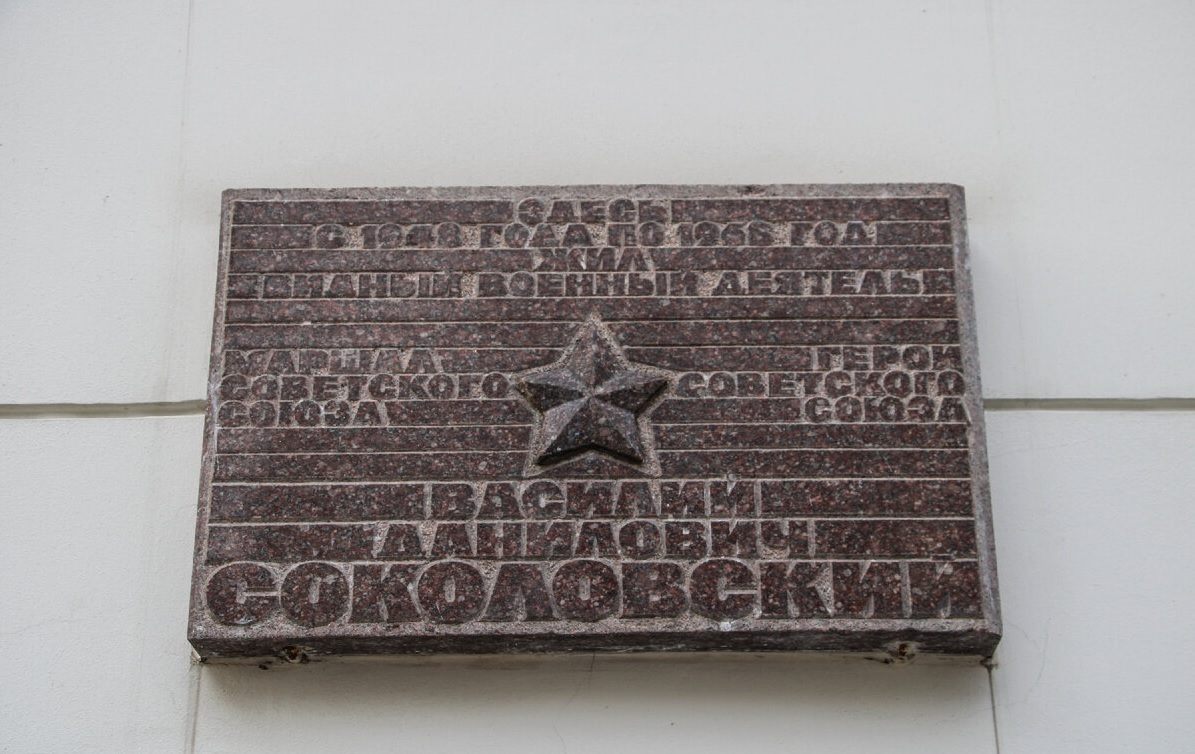 ЗДЕСЬ
С 1948 ГОДА ПО 1968 ГОД
ЖИЛ
ВИДНЫЙ ВОЕННЫЙ ДЕЯТЕЛЬ
МАРШАЛ
СОВЕТСКОГО
СОЮЗА
ГЕРОЙ
СОВЕТСКОГО
СОЮЗА
ВАСИЛИЙ
ДАНИЛОВИЧ
СОКОЛОВСКИЙ